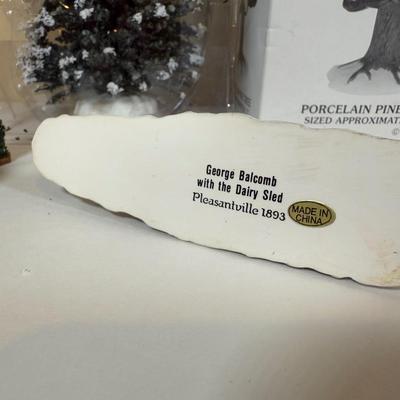 PORCELAIN PINE
SIZED APPROXIMAT
George Balcomb
with the Dairy Sled
Pleasantville 1893
MADE IN
CHINA